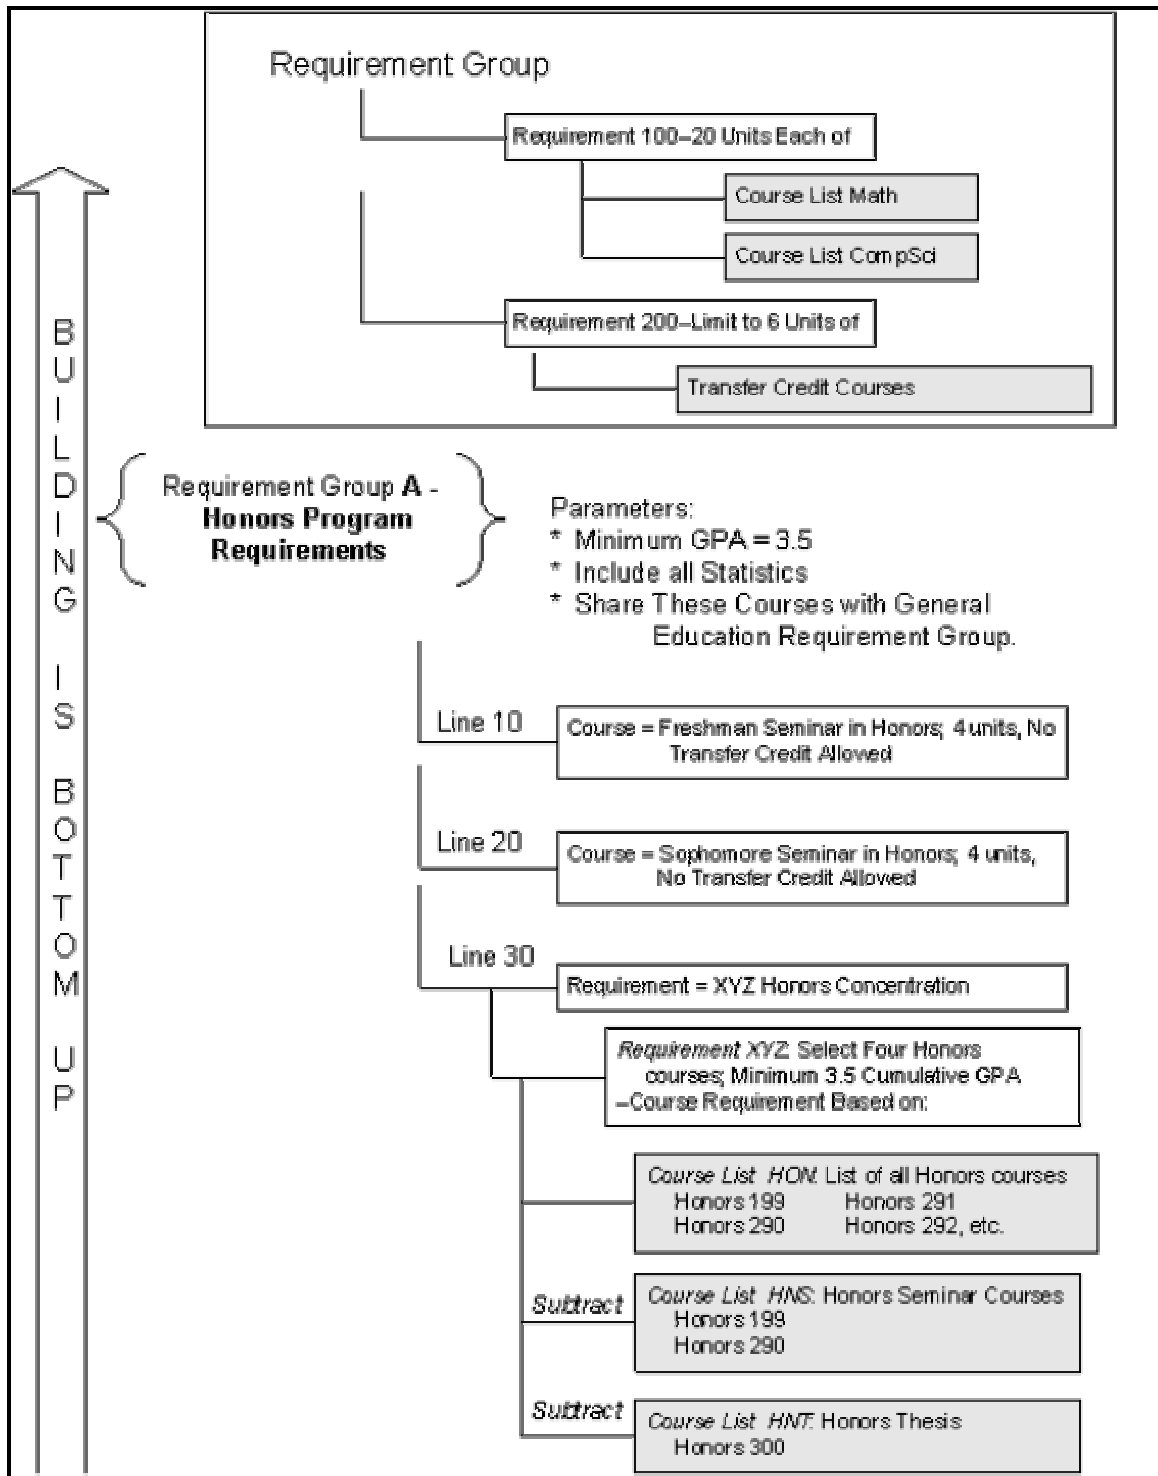 Requirement Group
Requirement 100–20 Units Each of
Course List Math
Course List CompSci
Requirement 200–Limit to 6 Units of
Transfer Credit Courses
BUILDING IS BOTTOM UP
Requirement Group A -
Honors Program
Requirements
Parameters:
* Minimum GPA = 3.5
* Include all Statistics
* Share These Courses with General
Education Requirement Group.
Line 10
Course = Freshman Seminar in Honors; 4 units, No
Transfer Credit Allowed
Line 20
Course = Sophomore Seminar in Honors; 4 units,
No Transfer Credit Allowed
Line 30
Requirement = XYZ Honors Concentration
Requirement XYZ: Select Four Honors
courses; Minimum 3.5 Cumulative GPA
–Course Requirement Based on:
Course List HON: List of all Honors courses
Honors 199 Honors 291
Honors 290 Honors 292, etc.
Subtract
Course List HNS: Honors Seminar Courses
Honors 199
Honors 290
Subtract
Course List HNT: Honors Thesis
Honors 300